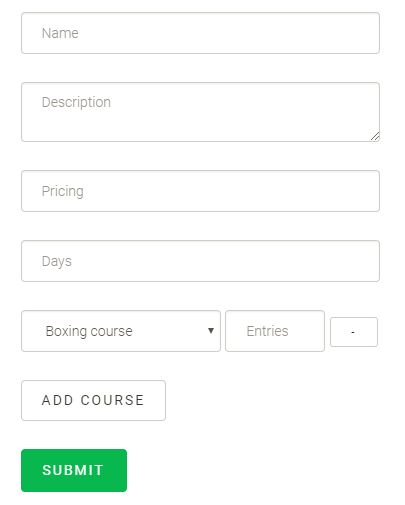 Name
Description
Pricing
Days
Boxing course Entries -
ADD COURSE
SUBMIT